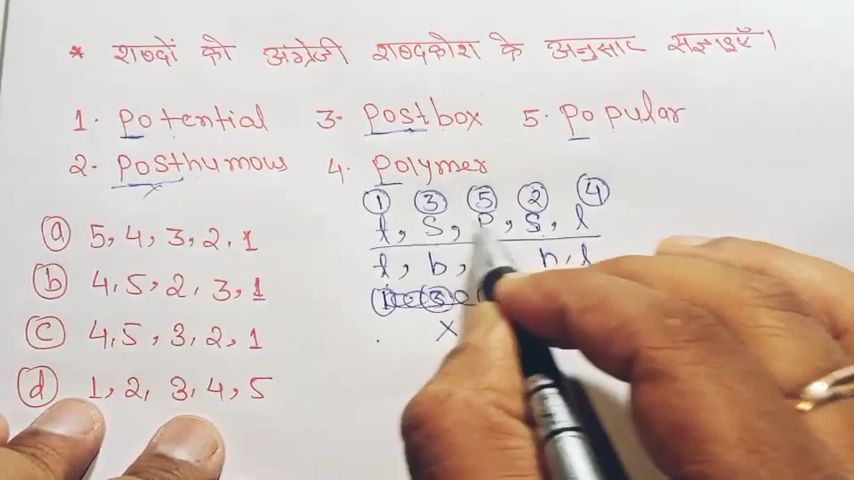 * शब्दों को अंग्रेजी शब्दकोश के अनुसार सजाइएँ।
1. Potential 3- Postbox 5. Popular
2. Posthumous 4. Polymer
① ③ ⑤ ② ④
t, S, P, S, l
t, b, h, l
① ③
X
ⓐ 5, 4, 3, 2, 1
ⓑ 4, 5, 2, 3, 1
ⓒ 4, 5, 3, 2, 1
ⓓ 1, 2, 3, 4, 5